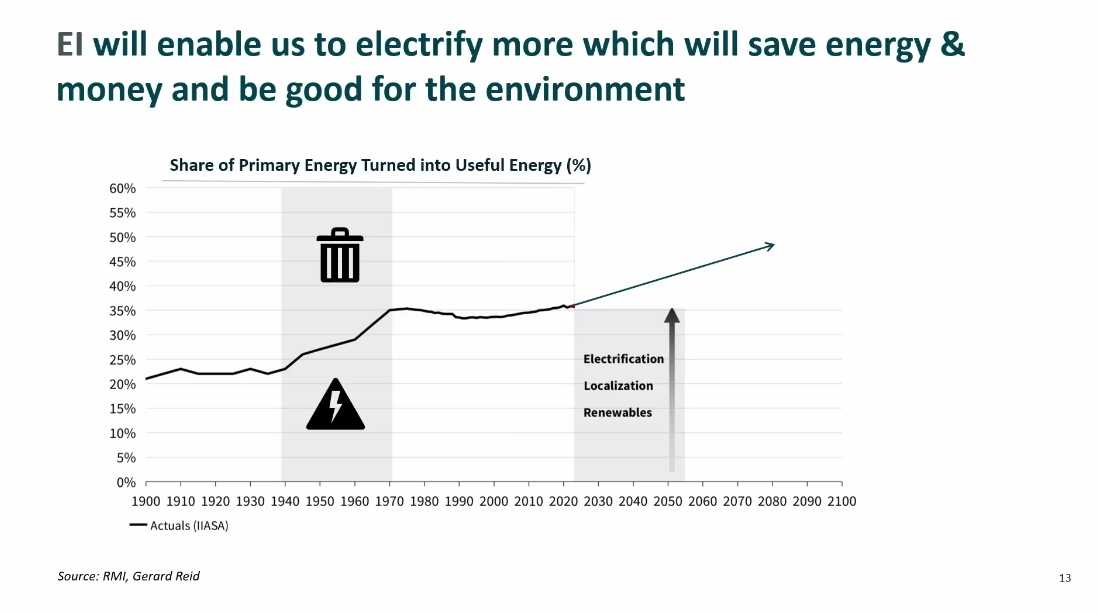 EI will enable us to electrify more which will save energy &
money and be good for the environment
Share of Primary Energy Turned into Useful Energy (%)
60%
55%
50%
45%
40%
35%
30%
25%
20%
15%
10%
5%
0%
Electrification
Localization
Renewables
1900 1910 1920 1930 1940 1950 1960 1970 1980 1990 2000 2010 2020 2030 2040 2050 2060 2070 2080 2090 2100
Actuals (IIASA)
Source: RMI, Gerard Reid
13